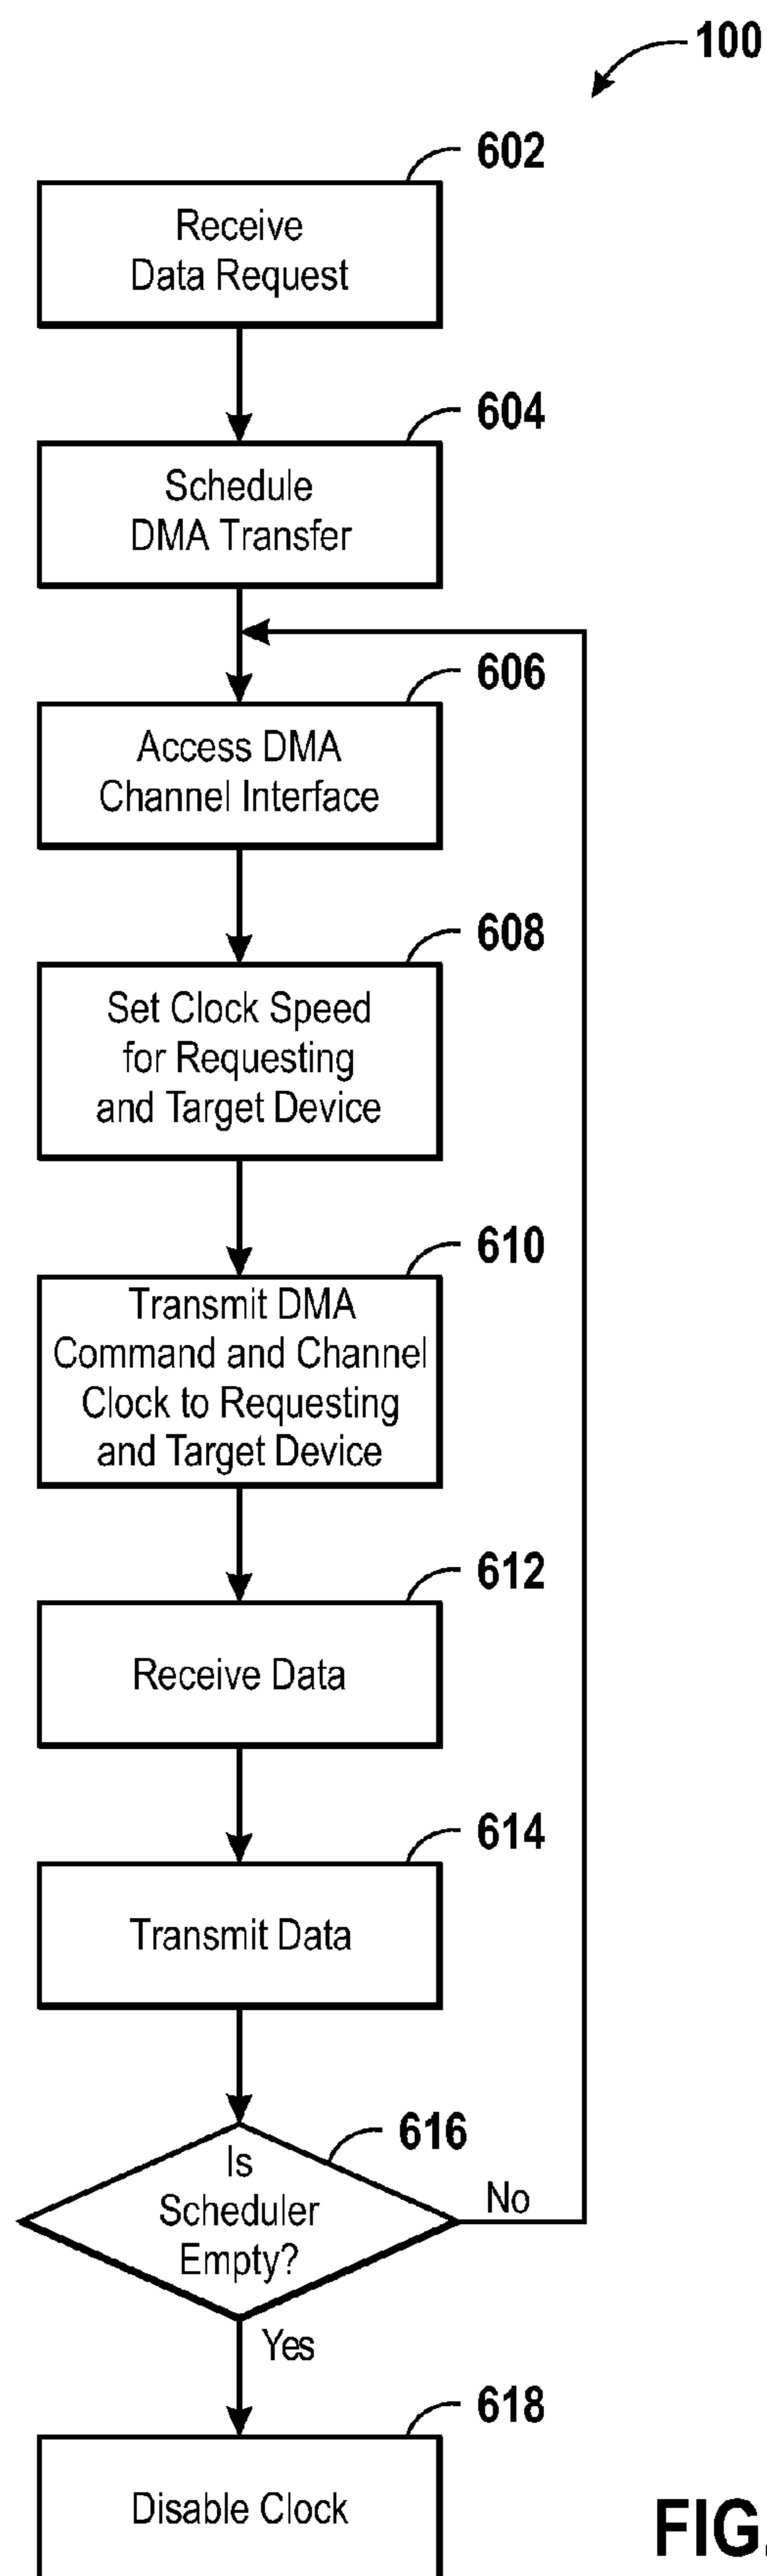 100
602
Receive
Data Request
604
Schedule
DMA Transfer
606
Access DMA
Channel Interface
608
Set Clock Speed
for Requesting
and Target Device
610
Transmit DMA
Command and Channel
Clock to Requesting
and Target Device
612
Receive Data
614
Transmit Data
616
Is
Scheduler
Empty?
No
Yes
618
Disable Clock
FIG.